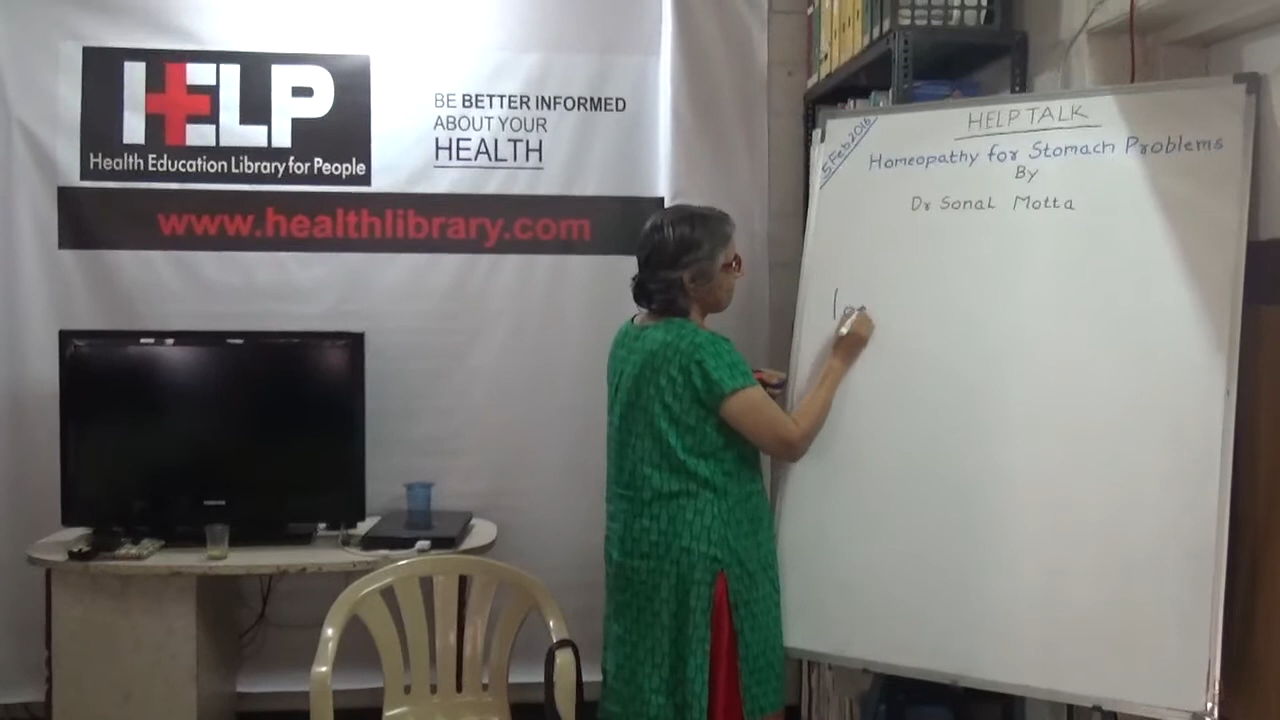 HELP
Health Education Library for People
BE BETTER INFORMED
ABOUT YOUR
HEALTH
www.healthlibrary.com
5 Feb 2016
HELP TALK
Homeopathy for Stomach Problems
By
Dr Sonal Motta